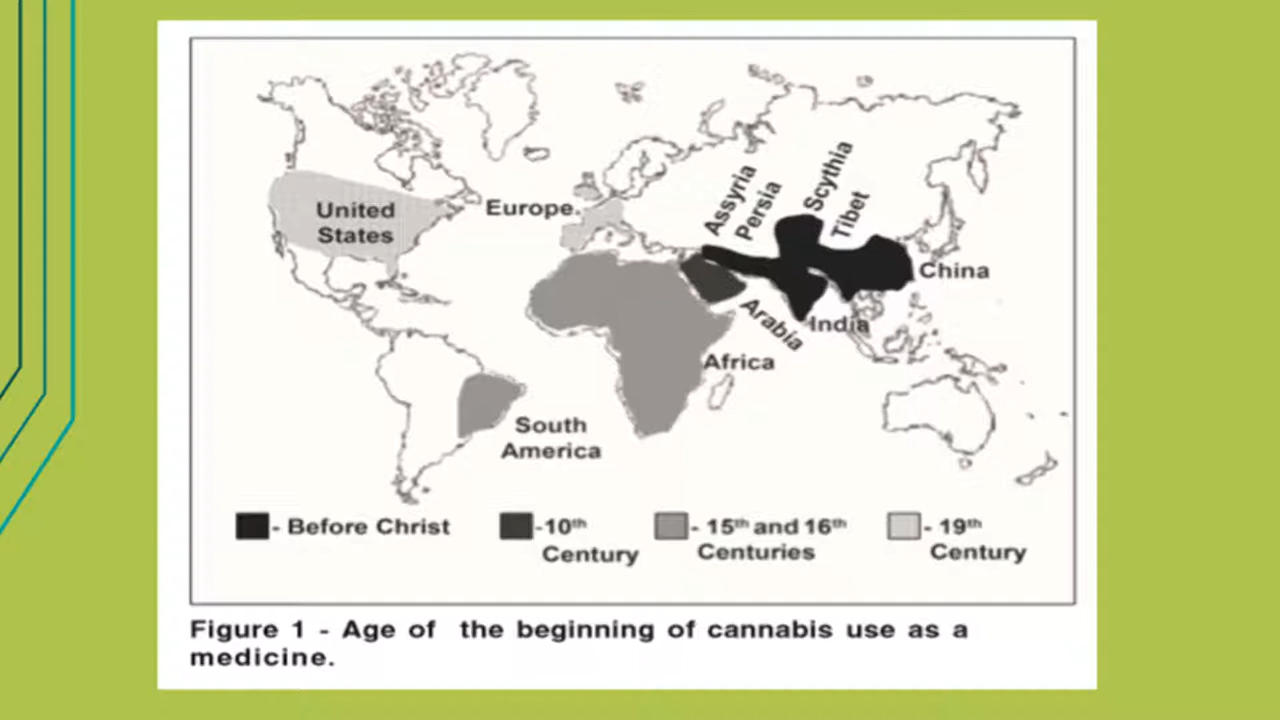 United
States
Europe
Assyria
Persia
Scythia
Tibet
China
India
Arabia
Africa
South
America
- Before Christ
-10th
Century
- 15th and 16th
Centuries
- 19th
Century
Figure 1 - Age of the beginning of cannabis use as a
medicine.